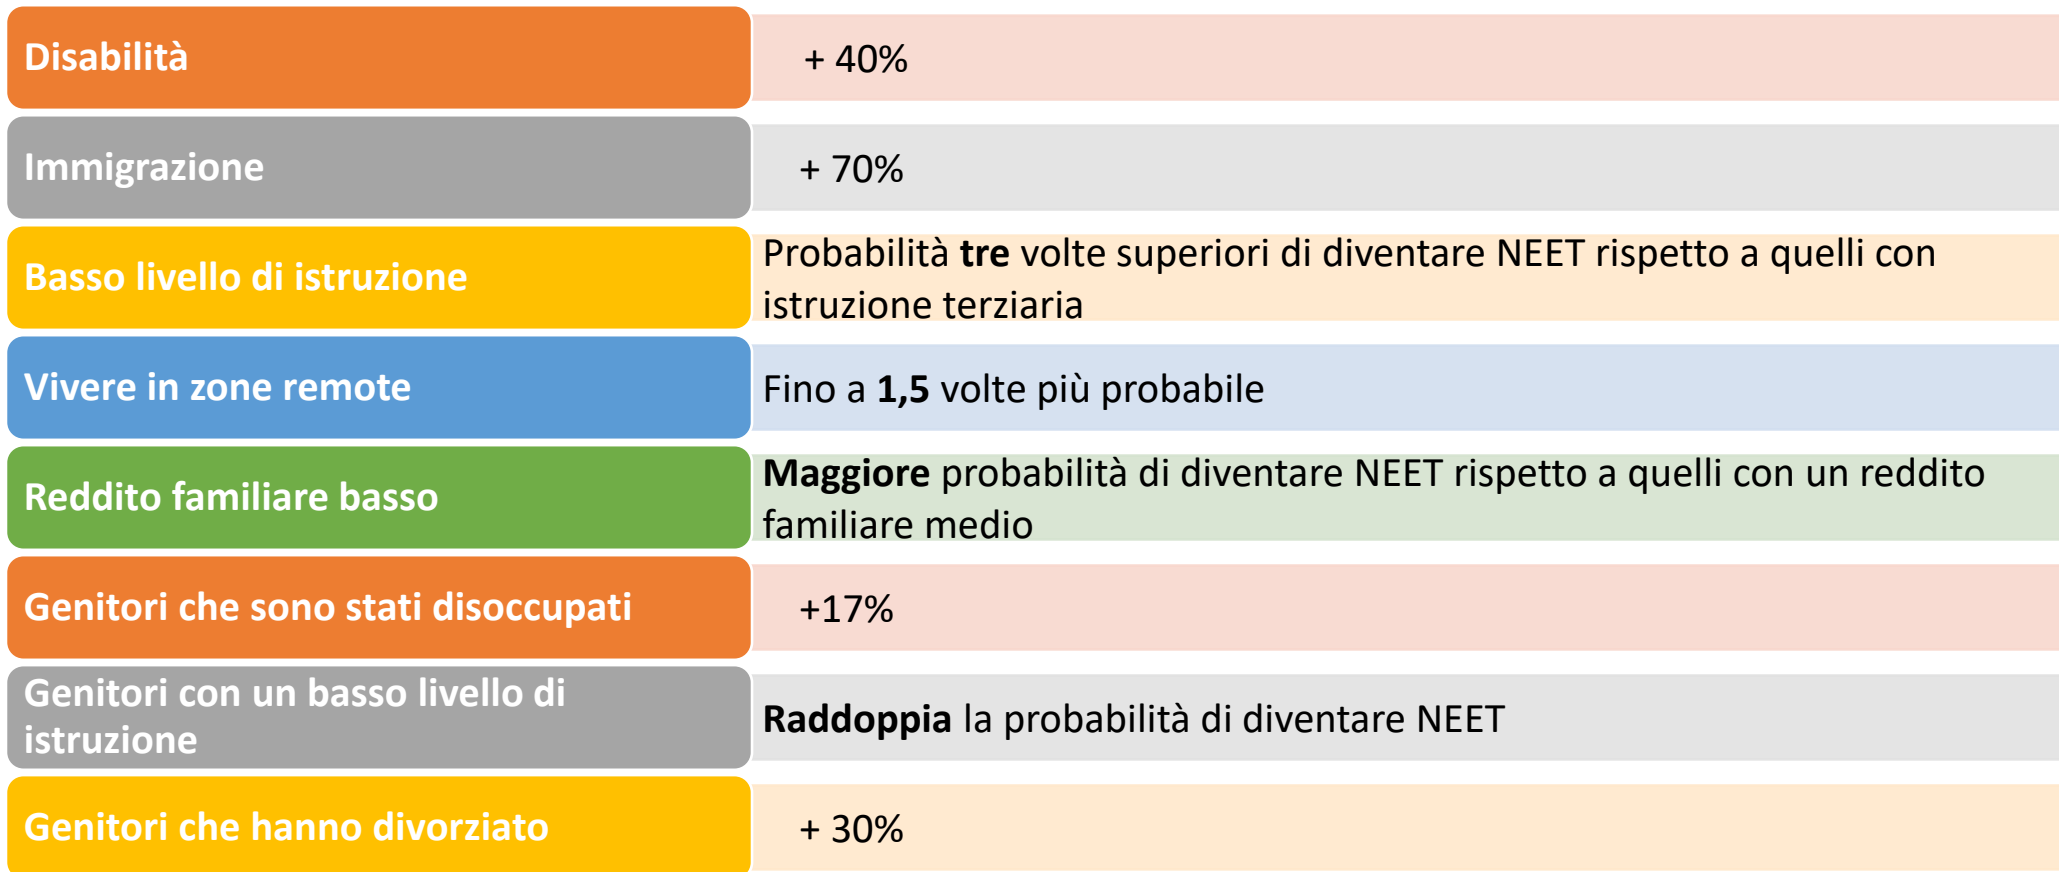 Disabilità
+ 40%
Immigrazione
+ 70%
Basso livello di istruzione
Probabilità tre volte superiori di diventare NEET rispetto a quelli con
istruzione terziaria
Vivere in zone remote
Fino a 1,5 volte più probabile
Reddito familiare basso
Maggiore probabilità di diventare NEET rispetto a quelli con un reddito
familiare medio
Genitori che sono stati disoccupati
+17%
Genitori con un basso livello di
istruzione
Raddoppia la probabilità di diventare NEET
Genitori che hanno divorziato
+ 30%